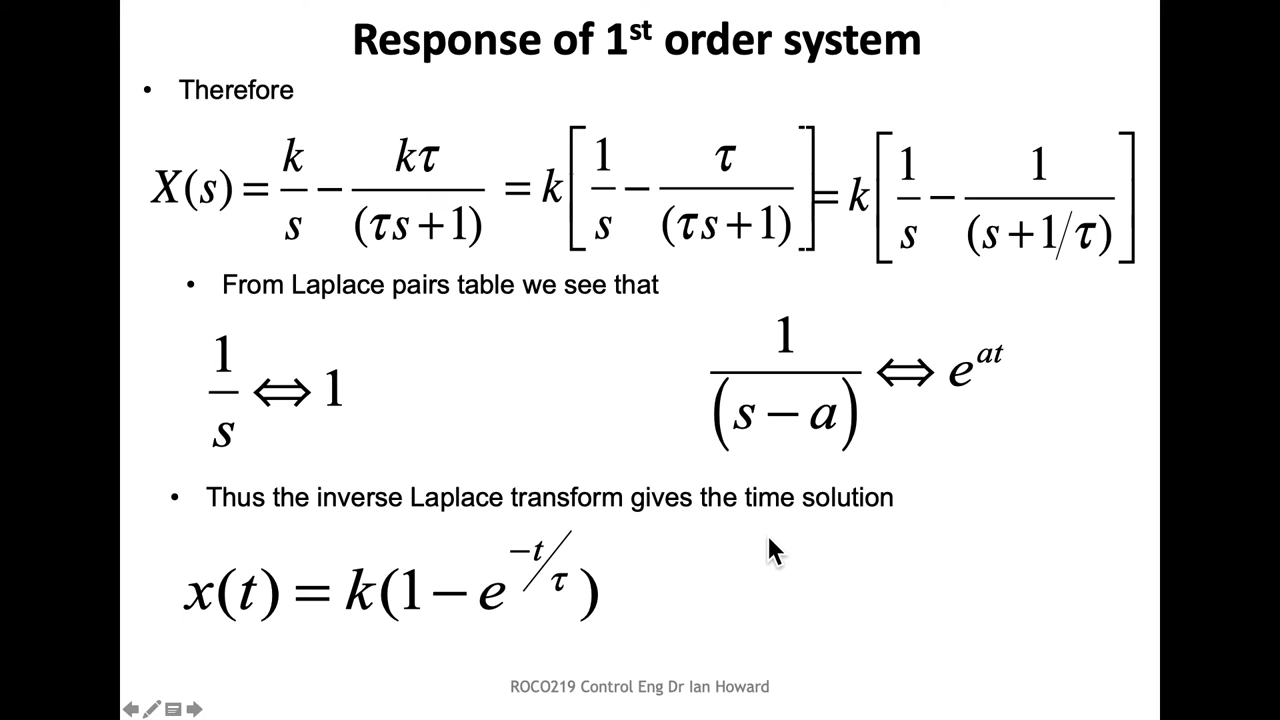 Response of 1st order system
• Therefore
X(s) = k/s − kτ/(τs+1) = k[1/s − τ/(τs+1)] = k[1/s − 1/(s+1/τ)]
• From Laplace pairs table we see that
1/s ⇔ 1    1/(s − a) ⇔ e^{at}
• Thus the inverse Laplace transform gives the time solution
x(t) = k(1 − e^{−t/τ})
ROCO219 Control Eng Dr Ian Howard